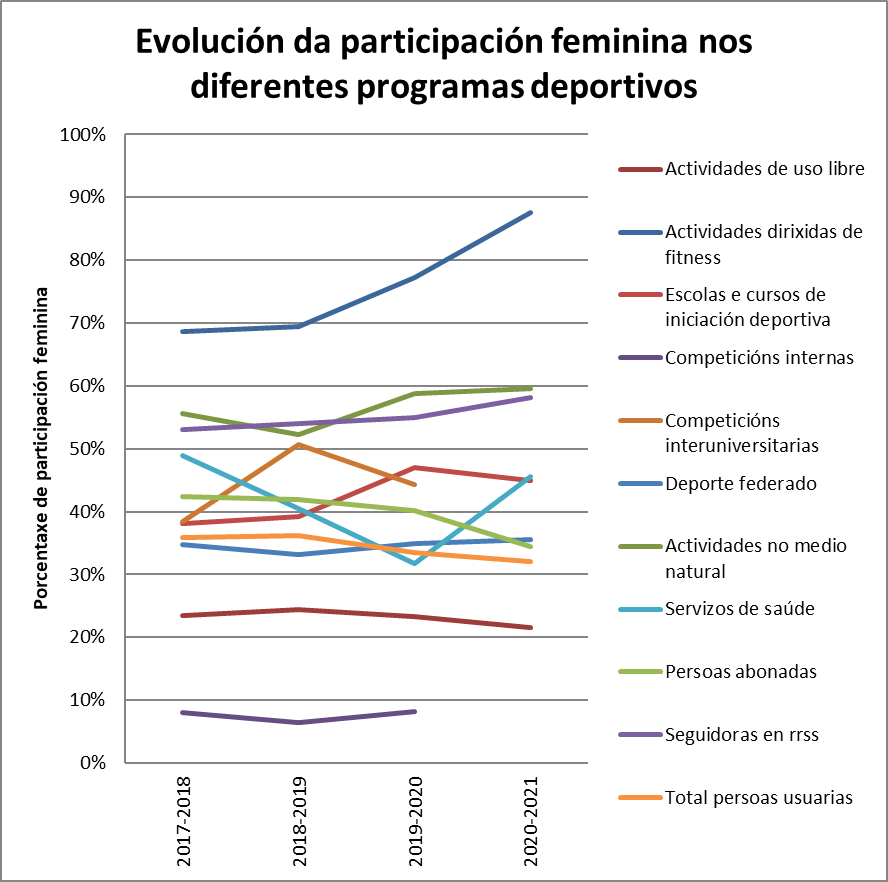 Evolución da participación feminina nos
diferentes programas deportivos
Porcentaxe de participación feminina
100%
90%
80%
70%
60%
50%
40%
30%
20%
10%
0%
2017-2018
2018-2019
2019-2020
2020-2021
Actividades de uso libre
Actividades dirixidas de
fitness
Escolas e cursos de
iniciación deportiva
Competicións internas
Competicións
interuniversitarias
Deporte federado
Actividades no medio
natural
Servizos de saúde
Persoas abonadas
Seguidoras en rrss
Total persoas usuarias